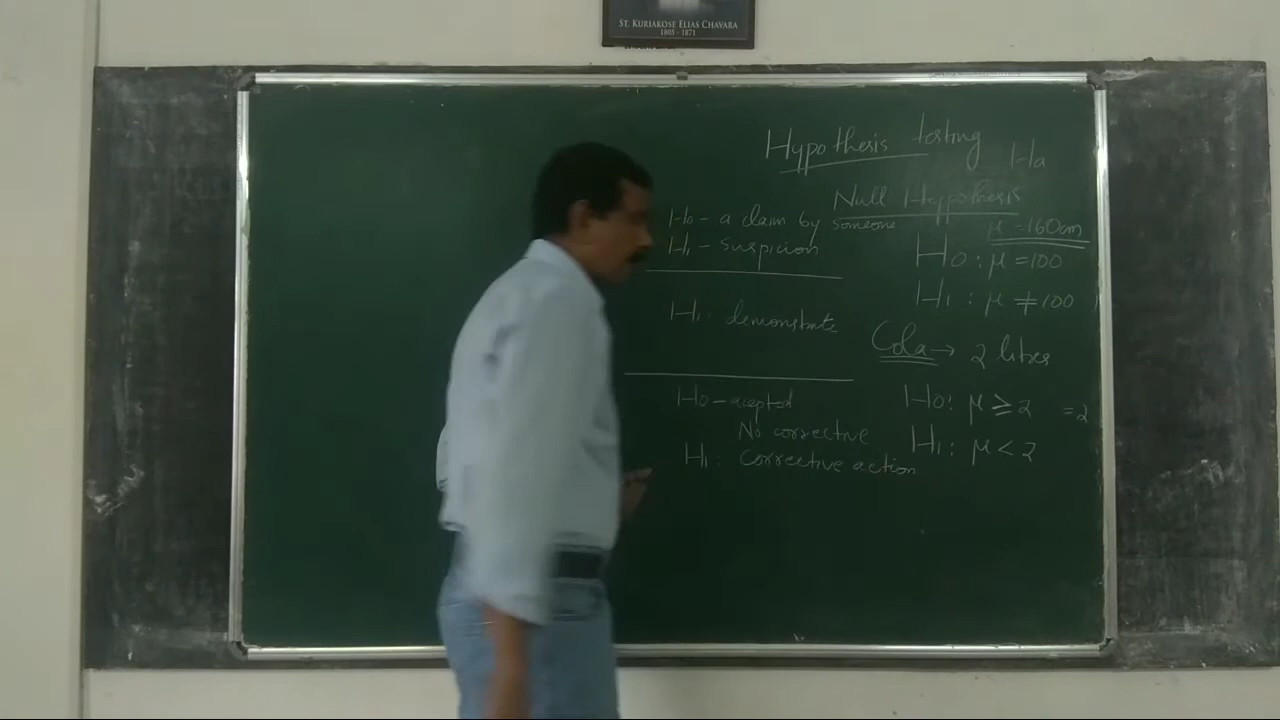 ST. KURIAKOSE ELIAS CHAVARA
1805 - 1871
Hypothesis testing
Ha
Null Hypothesis
H0 - a claim by someone
H1 - suspicion
μ = 160cm
H0 : μ = 100
H1 : μ ≠ 100
H1 : demonstrate
Cola → 2 litres
H0 - acepted
No corrective
H1 : Corrective action
H0 : μ ≥ 2 = 2
H1 : μ < 2